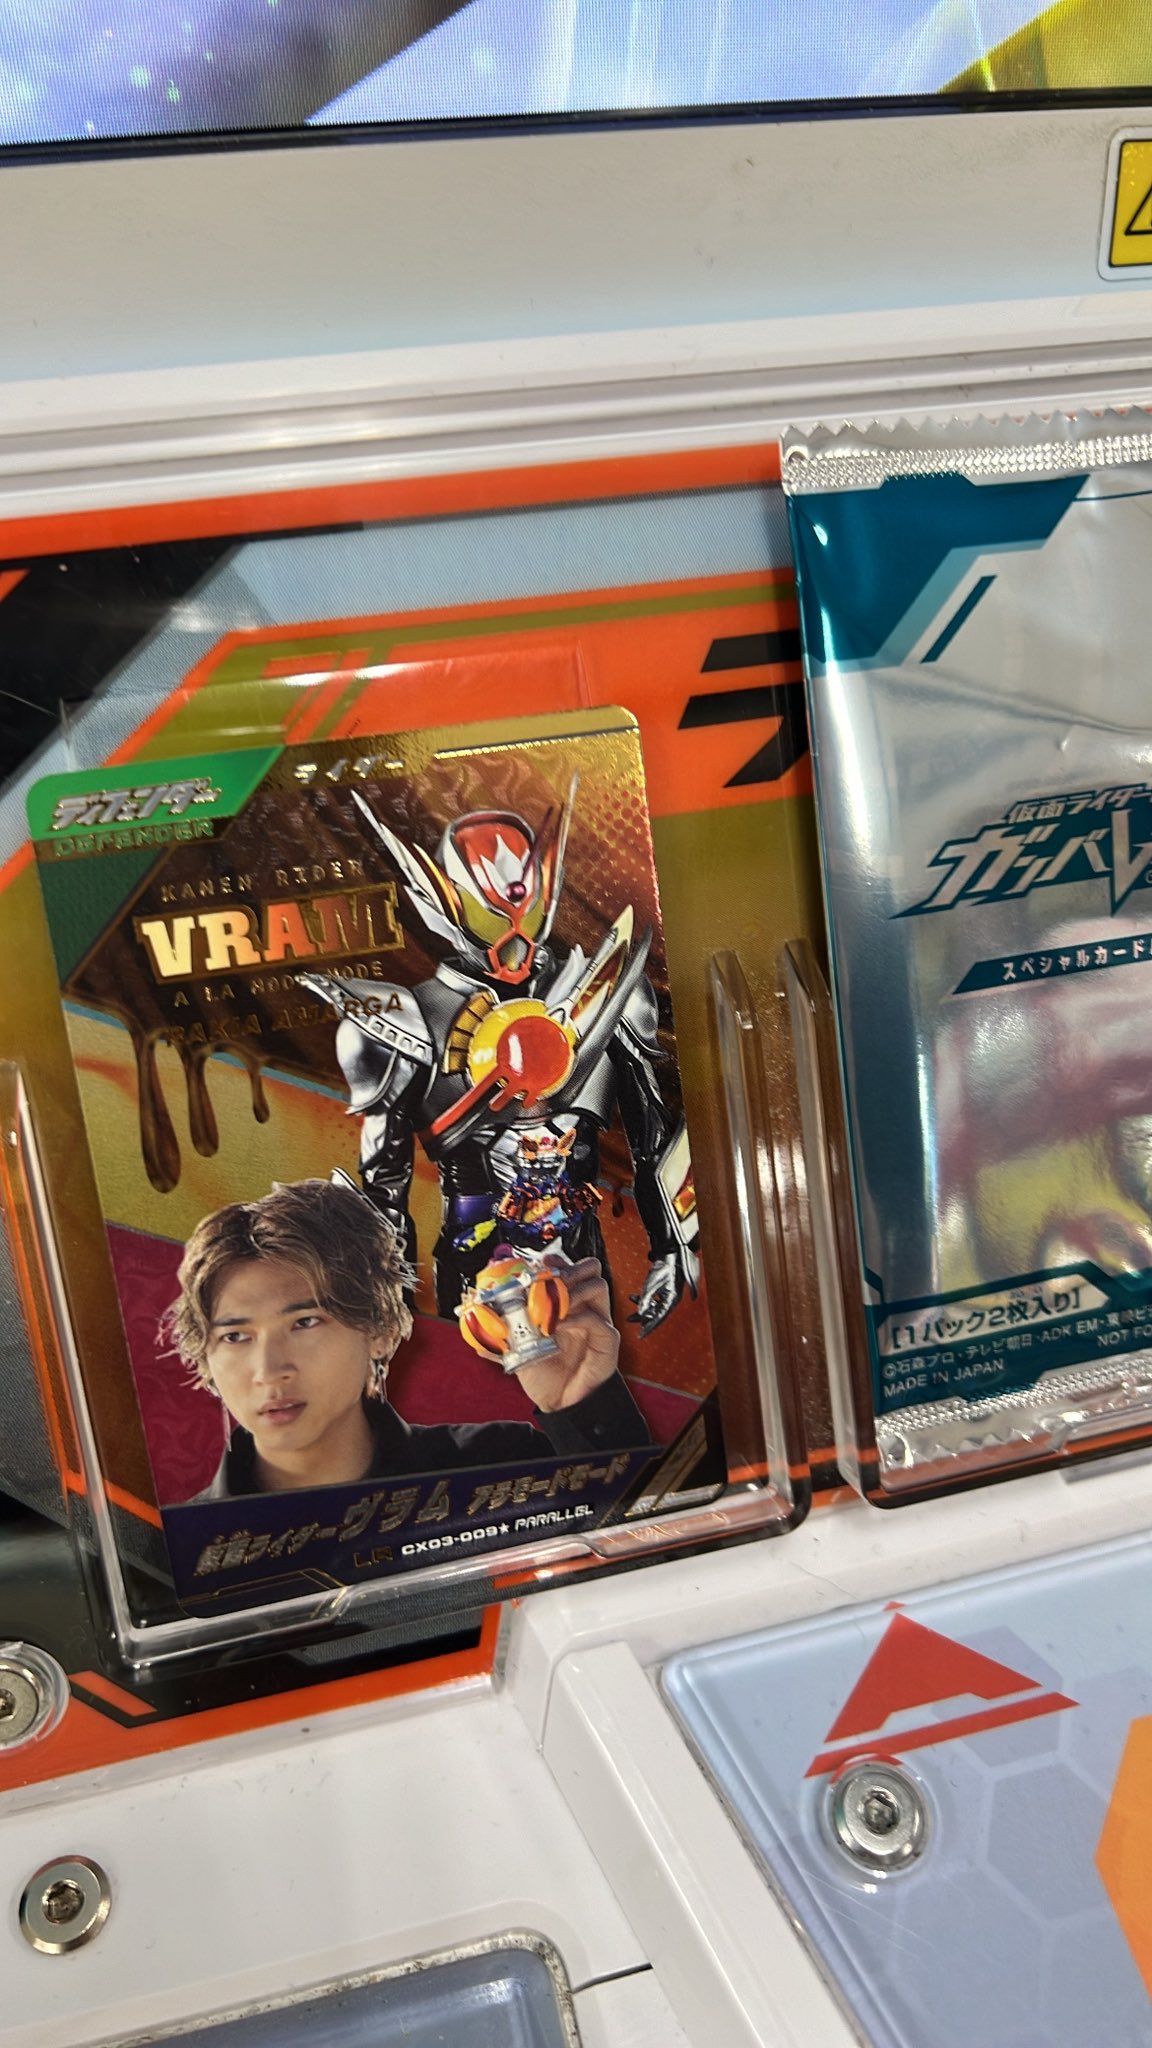 ディフェンダー
DEFENDER
ライダー
KAMEN RIDER
VRAM
A LA MODE MODE
RAKIA AMARGA
仮面ライダーヴラム アラモードモード
LR CX03-009★ PARALLEL
ラ
仮面ライダー
ガンバレ
スペシャルカード
【1パック2枚入り】
©石森プロ・テレビ朝日・ADK EM・東映
NOT FO
MADE IN JAPAN